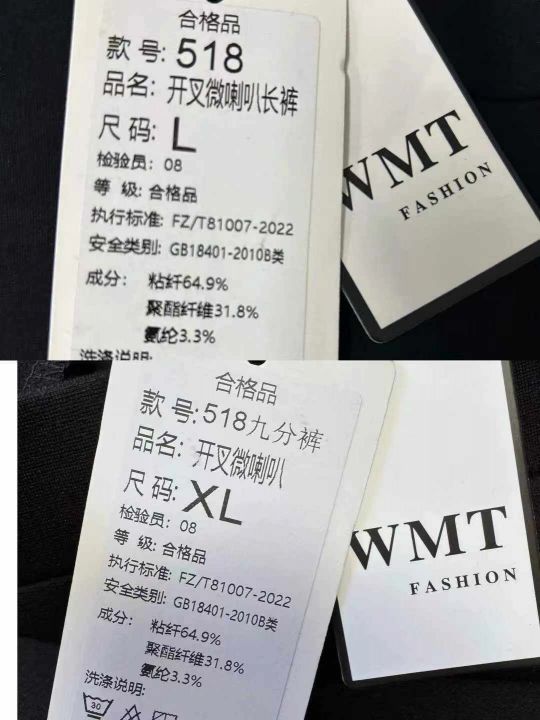 合格品
款 号: 518
品名: 开叉微喇叭长裤
尺 码: L
检验员: 08
等 级: 合格品
执行标准: FZ/T81007-2022
安全类别: GB18401-2010B类
成分: 粘纤64.9%
聚酯纤维31.8%
氨纶3.3%
洗涤说明:
WMT
FASHION
合格品
款 号: 518九分裤
品名: 开叉微喇叭
尺 码: XL
检验员: 08
等 级: 合格品
执行标准: FZ/T81007-2022
安全类别: GB18401-2010B类
成分: 粘纤64.9%
聚酯纤维31.8%
氨纶3.3%
洗涤说明:
30
WMT
FASHION